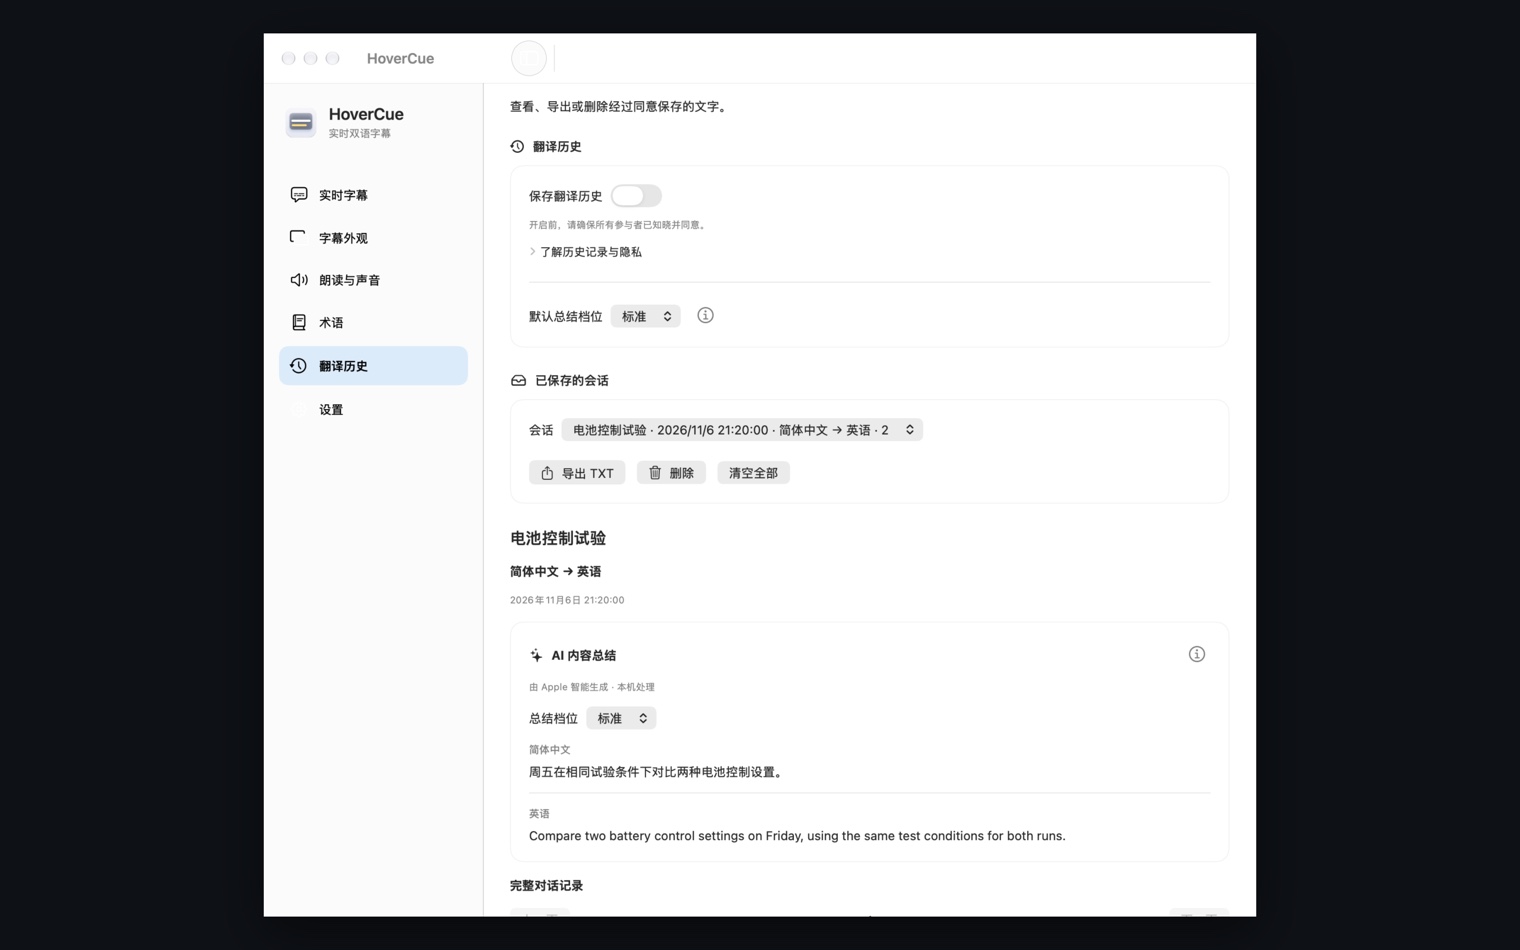 HoverCue
HoverCue
实时双语字幕
实时字幕
字幕外观
朗读与声音
术语
翻译历史
设置
查看、导出或删除经过同意保存的文字。
翻译历史
保存翻译历史
开启前，请确保所有参与者已知晓并同意。
了解历史记录与隐私
默认总结档位 标准
已保存的会话
会话 电池控制试验 · 2026/11/6 21:20:00 · 简体中文 → 英语 · 2
导出 TXT 删除 清空全部
电池控制试验
简体中文 → 英语
2026年11月6日 21:20:00
AI 内容总结
由 Apple 智能生成 · 本机处理
总结档位 标准
简体中文
周五在相同试验条件下对比两种电池控制设置。
英语
Compare two battery control settings on Friday, using the same test conditions for both runs.
完整对话记录